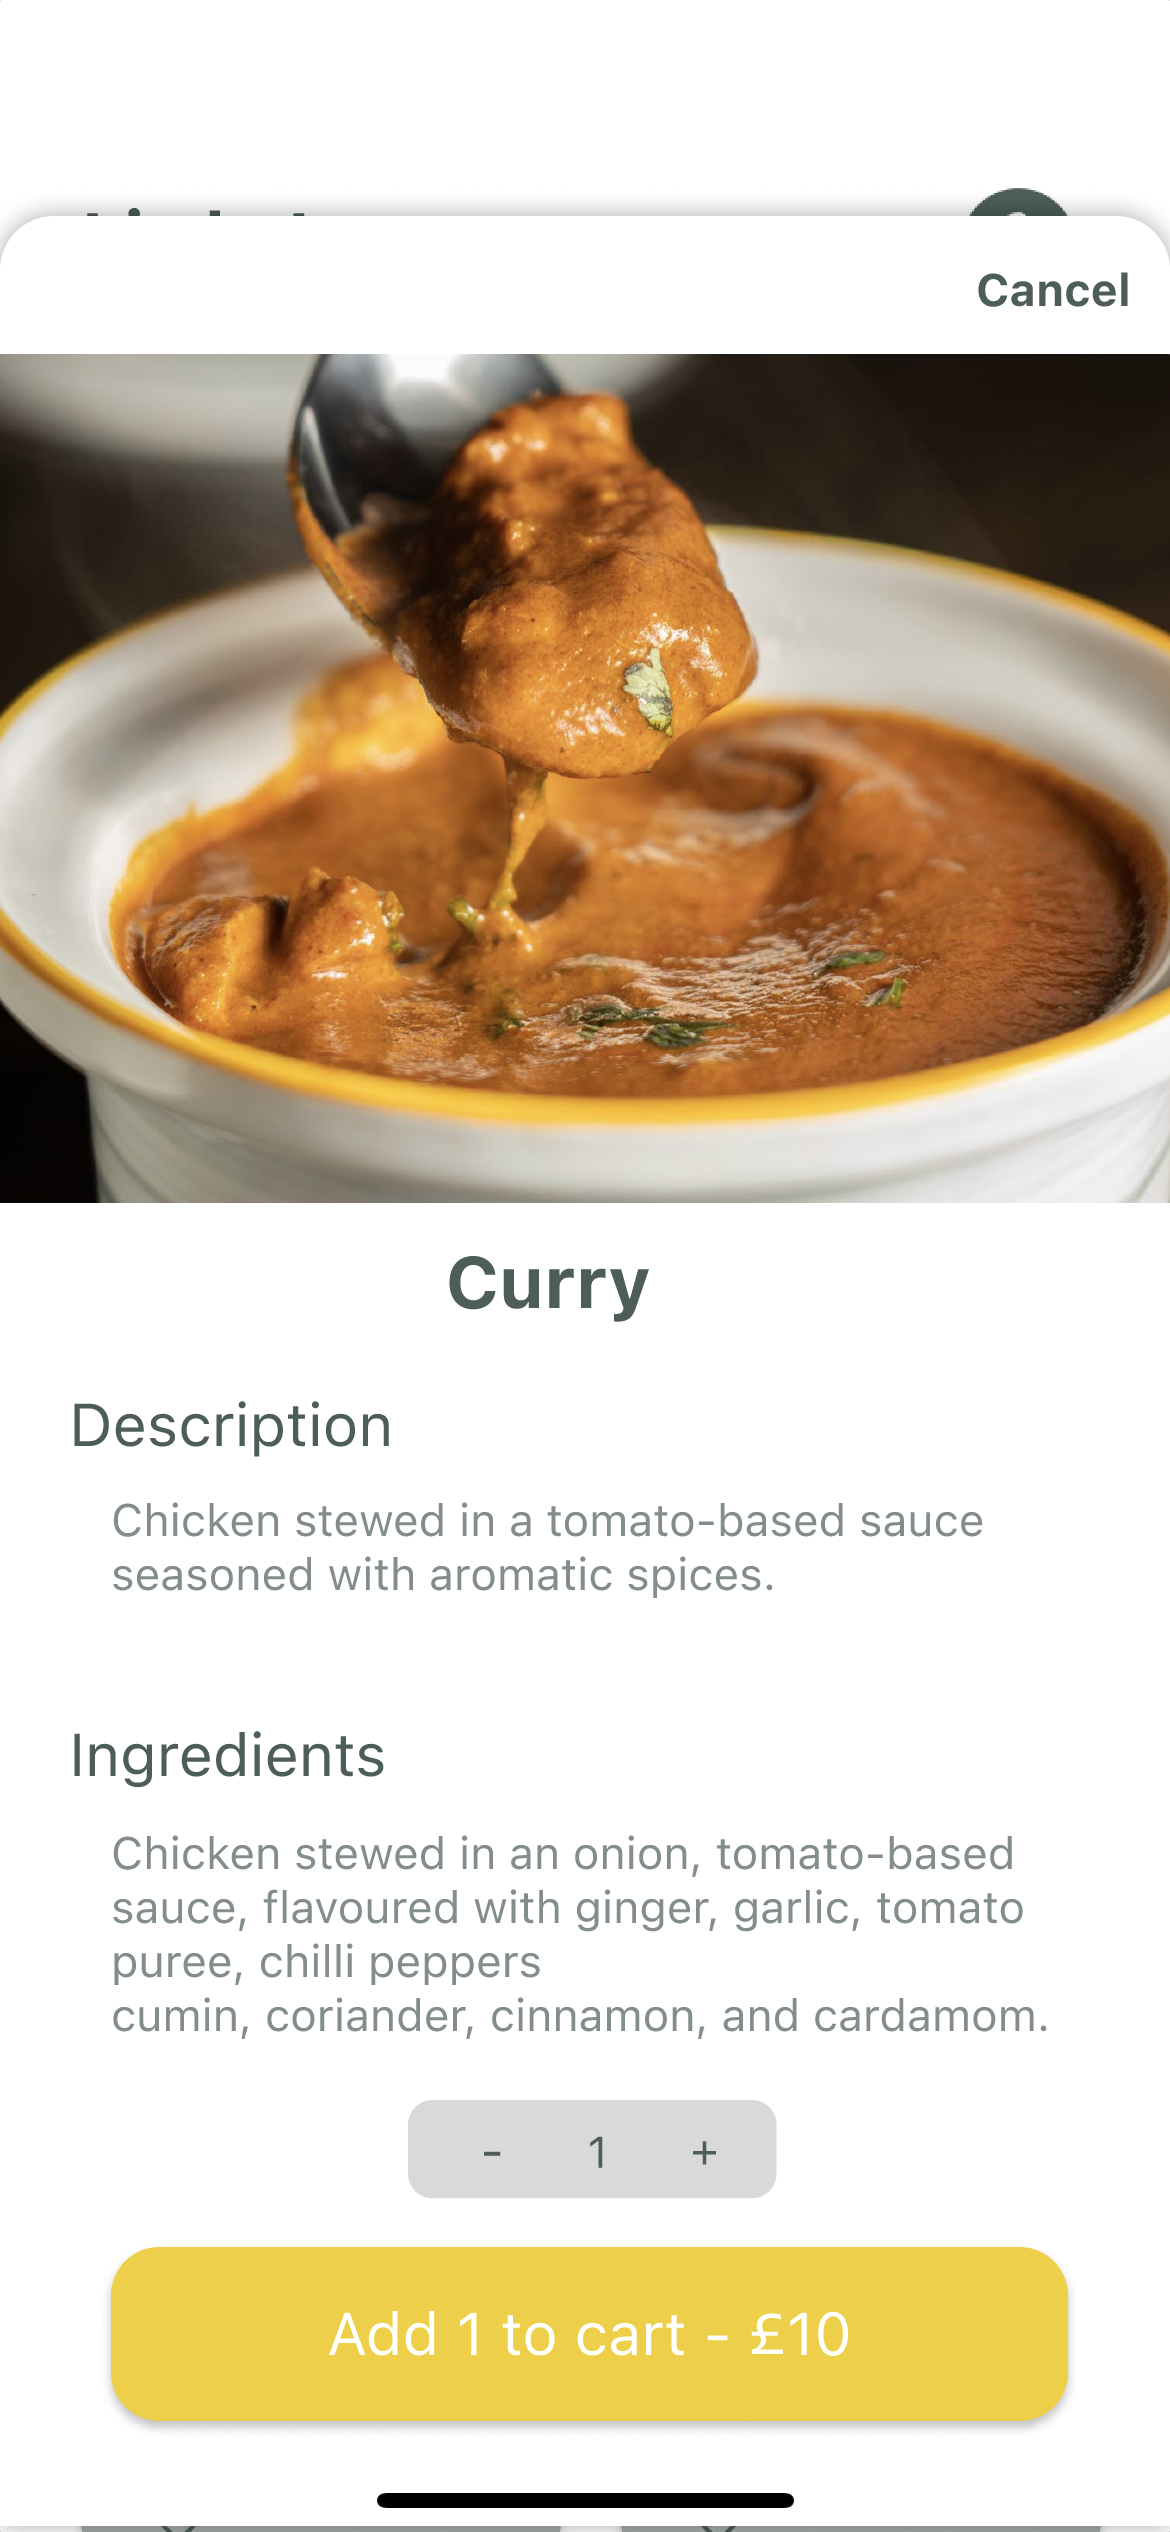 Cancel
Curry
Description
Chicken stewed in a tomato-based sauce
seasoned with aromatic spices.
Ingredients
Chicken stewed in an onion, tomato-based
sauce, flavoured with ginger, garlic, tomato
puree, chilli peppers
cumin, coriander, cinnamon, and cardamom.
- 1 +
Add 1 to cart - £10